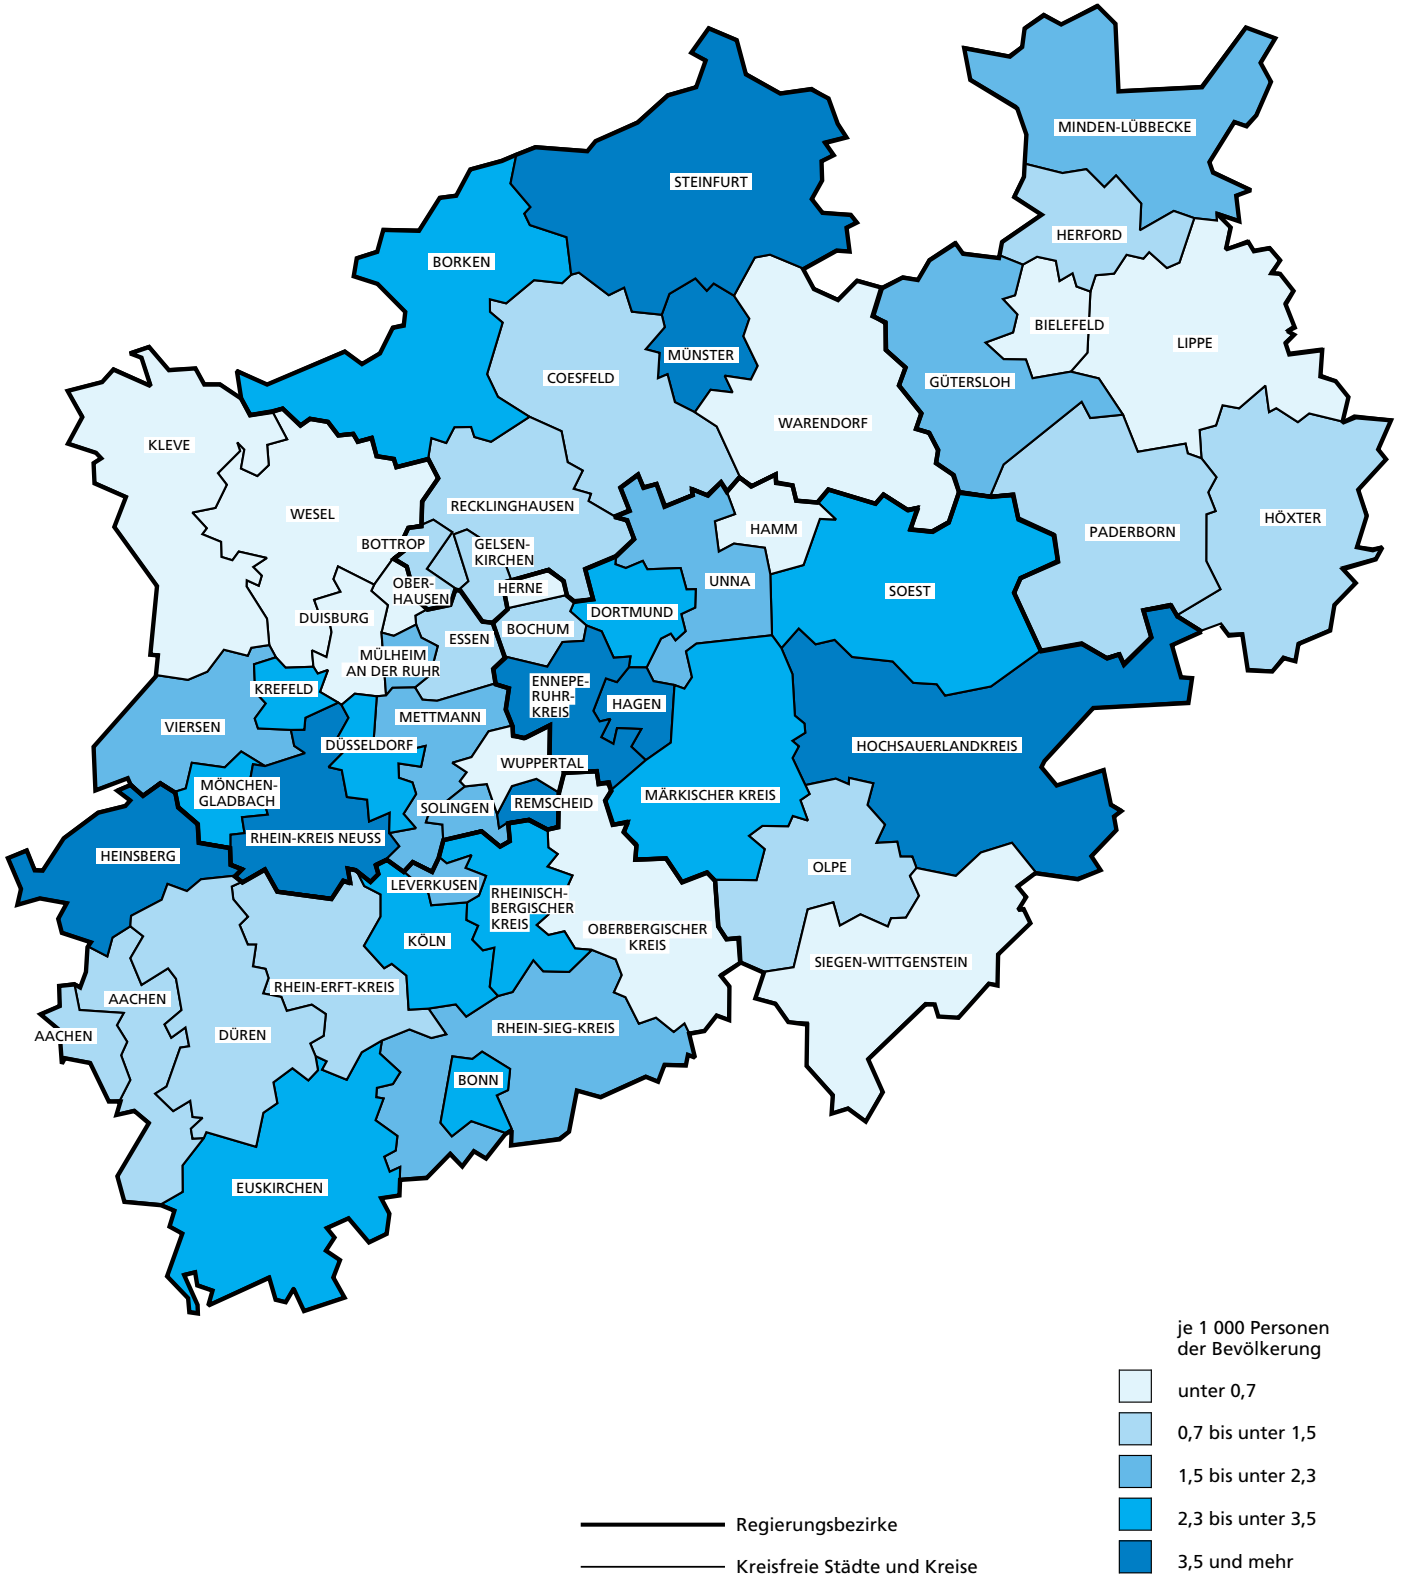 MINDEN-LÜBBECKE
STEINFURT
HERFORD
BORKEN
BIELEFELD
LIPPE
MÜNSTER
COESFELD
GÜTERSLOH
WARENDORF
KLEVE
RECKLINGHAUSEN
WESEL
HÖXTER
HAMM
PADERBORN
BOTTROP
GELSEN-
KIRCHEN
OBER-
HAUSEN
HERNE
UNNA
SOEST
DORTMUND
DUISBURG
BOCHUM
ESSEN
MÜLHEIM
AN DER RUHR
ENNEPE-
RUHR-
KREIS
KREFELD
HAGEN
METTMANN
VIERSEN
DÜSSELDORF
HOCHSAUERLANDKREIS
WUPPERTAL
MÖNCHEN-
GLADBACH
MÄRKISCHER KREIS
REMSCHEID
SOLINGEN
RHEIN-KREIS NEUSS
HEINSBERG
OLPE
LEVERKUSEN
RHEINISCH-
BERGISCHER
KREIS
OBERBERGISCHER
KREIS
KÖLN
SIEGEN-WITTGENSTEIN
RHEIN-ERFT-KREIS
AACHEN
RHEIN-SIEG-KREIS
AACHEN
DÜREN
BONN
EUSKIRCHEN
je 1 000 Personen
der Bevölkerung
unter 0,7
0,7 bis unter 1,5
1,5 bis unter 2,3
2,3 bis unter 3,5
3,5 und mehr
Regierungsbezirke
Kreisfreie Städte und Kreise